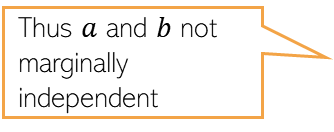 Thus a and b not
marginally
independent